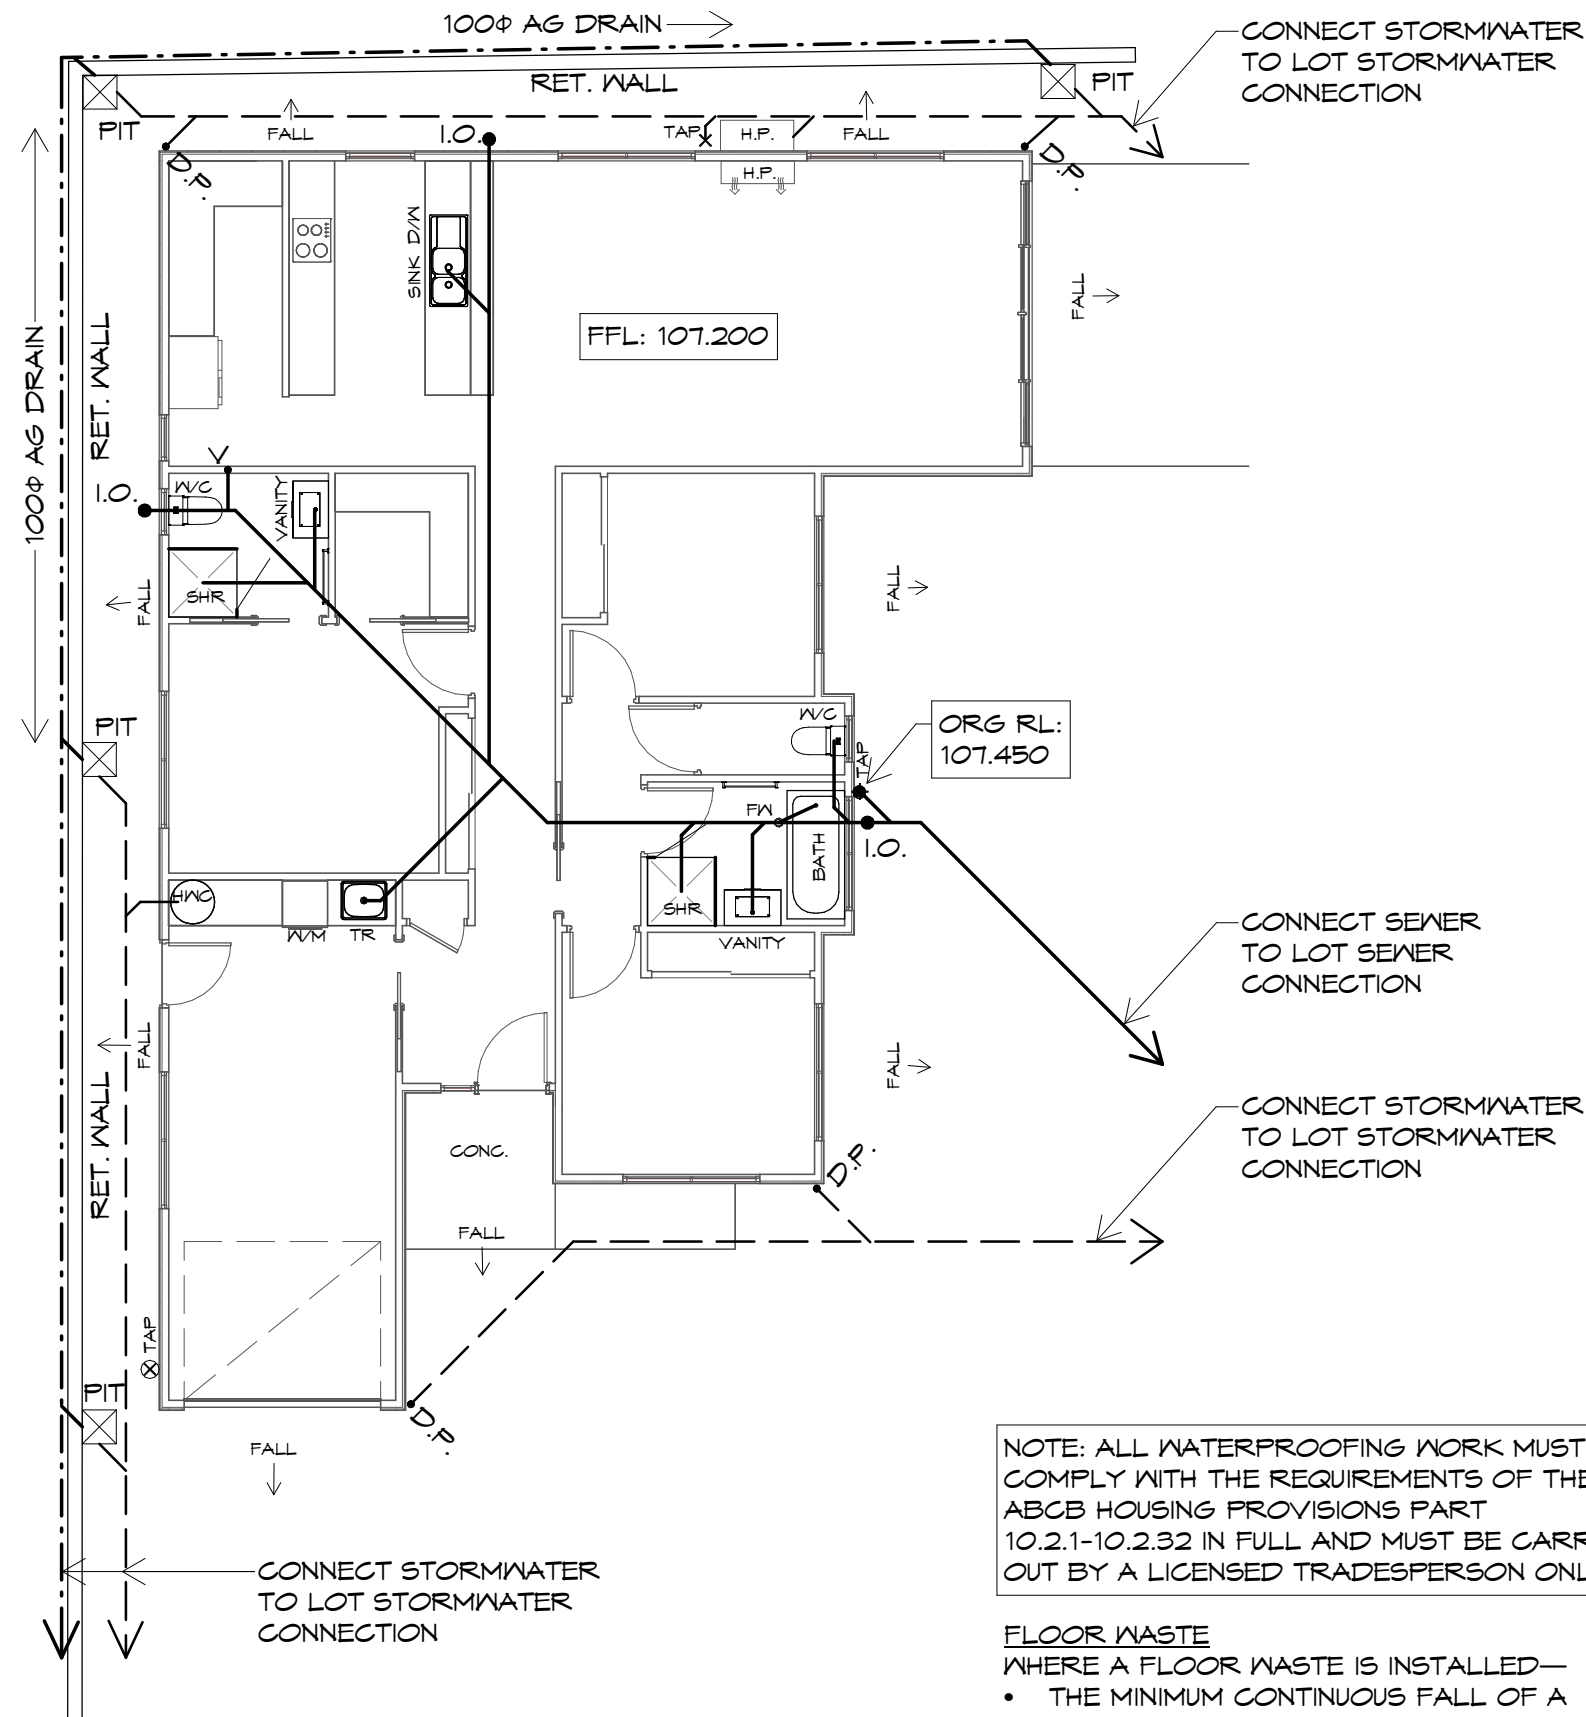 100Φ AG DRAIN
CONNECT STORMWATER
TO LOT STORMWATER
CONNECTION
RET. WALL
PIT
PIT
FALL
I.O.
TAP
H.P.
FALL
D.P.
H.P.
D.P.
SINK D/W
FALL
FFL: 107.200
100Φ AG DRAIN
RET. WALL
V
I.O.
W/C
VANITY
SHR
FALL
FALL
PIT
W/C
TAP
ORG RL:
107.450
FW
BATH
I.O.
HWC
W/M
TR
SHR
VANITY
CONNECT SEWER
TO LOT SEWER
CONNECTION
FALL
FALL
RET. WALL
CONC.
D.P.
CONNECT STORMWATER
TO LOT STORMWATER
CONNECTION
FALL
TAP
PIT
D.P.
FALL
NOTE: ALL WATERPROOFING WORK MUST
COMPLY WITH THE REQUIREMENTS OF THE
ABCB HOUSING PROVISIONS PART
10.2.1-10.2.32 IN FULL AND MUST BE CARR
OUT BY A LICENSED TRADESPERSON ONL
CONNECT STORMWATER
TO LOT STORMWATER
CONNECTION
FLOOR WASTE
WHERE A FLOOR WASTE IS INSTALLED—
• THE MINIMUM CONTINUOUS FALL OF A